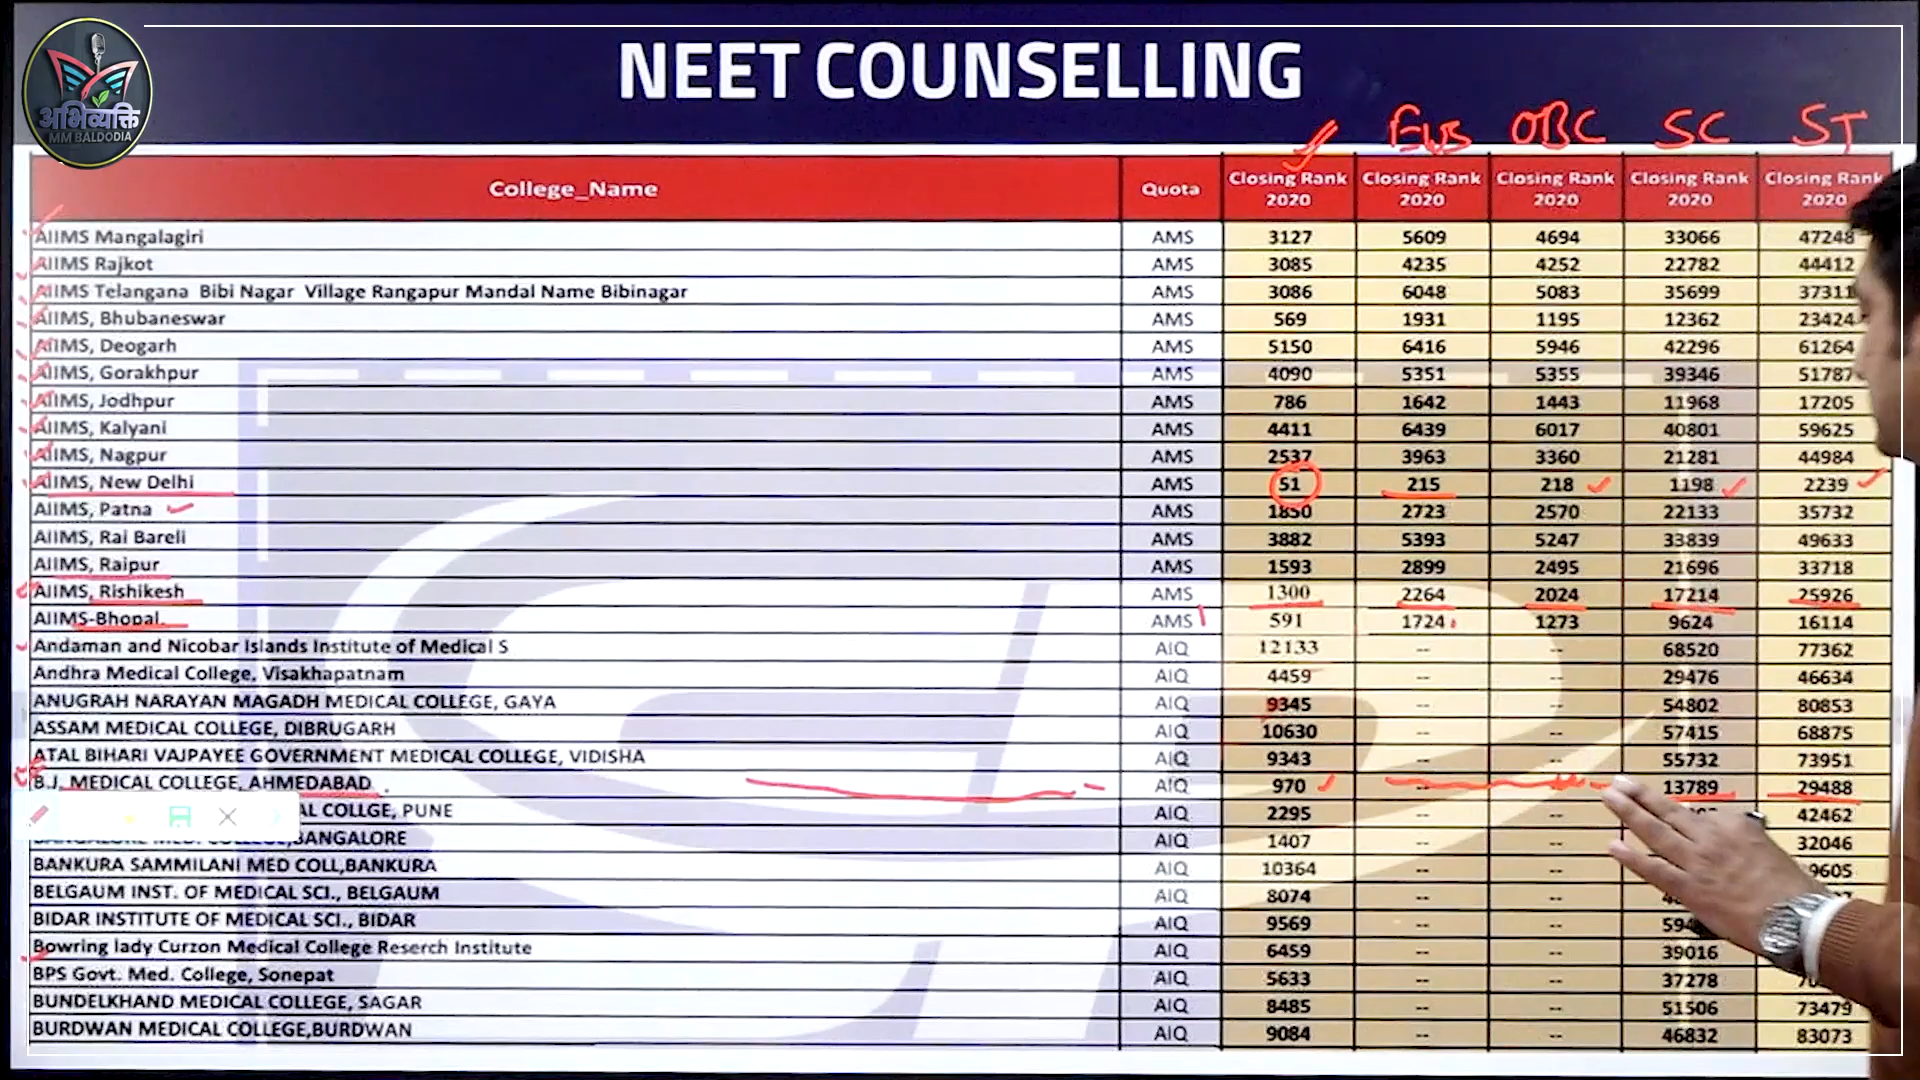 अभिव्यक्ति
MM BALDODIA
NEET COUNSELLING
EWS OBC SC ST
College_Name Quota Closing Rank 2020 Closing Rank 2020 Closing Rank 2020 Closing Rank 2020 Closing Rank 2020
AIIMS Mangalagiri AMS 3127 5609 4694 33066 47248
AIIMS Rajkot AMS 3085 4235 4252 22782 44412
AIIMS Telangana Bibi Nagar Village Rangapur Mandal Name Bibinagar AMS 3086 6048 5083 35699 37311
AIIMS, Bhubaneswar AMS 569 1931 1195 12362 23424
AIIMS, Deogarh AMS 5150 6416 5946 42296 61264
AIIMS, Gorakhpur AMS 4090 5351 5355 39346 51787
AIIMS, Jodhpur AMS 786 1642 1443 11968 17205
AIIMS, Kalyani AMS 4411 6439 6017 40801 59625
AIIMS, Nagpur AMS 2537 3963 3360 21281 44984
AIIMS, New Delhi AMS 51 215 218 1198 2239
AIIMS, Patna AMS 1850 2723 2570 22133 35732
AIIMS, Rai Bareli AMS 3882 5393 5247 33839 49633
AIIMS, Raipur AMS 1593 2899 2495 21696 33718
AIIMS, Rishikesh AMS 1300 2264 2024 17214 25926
AIIMS-Bhopal. AMS 591 1724 1273 9624 16114
Andaman and Nicobar Islands Institute of Medical S AIQ 12133 -- -- 68520 77362
Andhra Medical College, Visakhapatnam AIQ 4459 -- -- 29476 46634
ANUGRAH NARAYAN MAGADH MEDICAL COLLEGE, GAYA AIQ 9345 -- -- 54802 80853
ASSAM MEDICAL COLLEGE, DIBRUGARH AIQ 10630 -- -- 57415 68875
ATAL BIHARI VAJPAYEE GOVERNMENT MEDICAL COLLEGE, VIDISHA AIQ 9343 -- -- 55732 73951
B.J. MEDICAL COLLEGE, AHMEDABAD AIQ 970 -- -- 13789 29488
COLLGE, PUNE AIQ 2295 -- -- 42462
BANGALORE AIQ 1407 -- -- 32046
BANKURA SAMMILANI MED COLL,BANKURA AIQ 10364 -- --
BELGAUM INST. OF MEDICAL SCI., BELGAUM AIQ 8074 -- --
BIDAR INSTITUTE OF MEDICAL SCI., BIDAR AIQ 9569 -- --
Bowring lady Curzon Medical College Reserch Institute AIQ 6459 -- -- 39016
BPS Govt. Med. College, Sonepat AIQ 5633 -- -- 37278
BUNDELKHAND MEDICAL COLLEGE, SAGAR AIQ 8485 -- -- 51506 73479
BURDWAN MEDICAL COLLEGE,BURDWAN AIQ 9084 -- -- 46832 83073